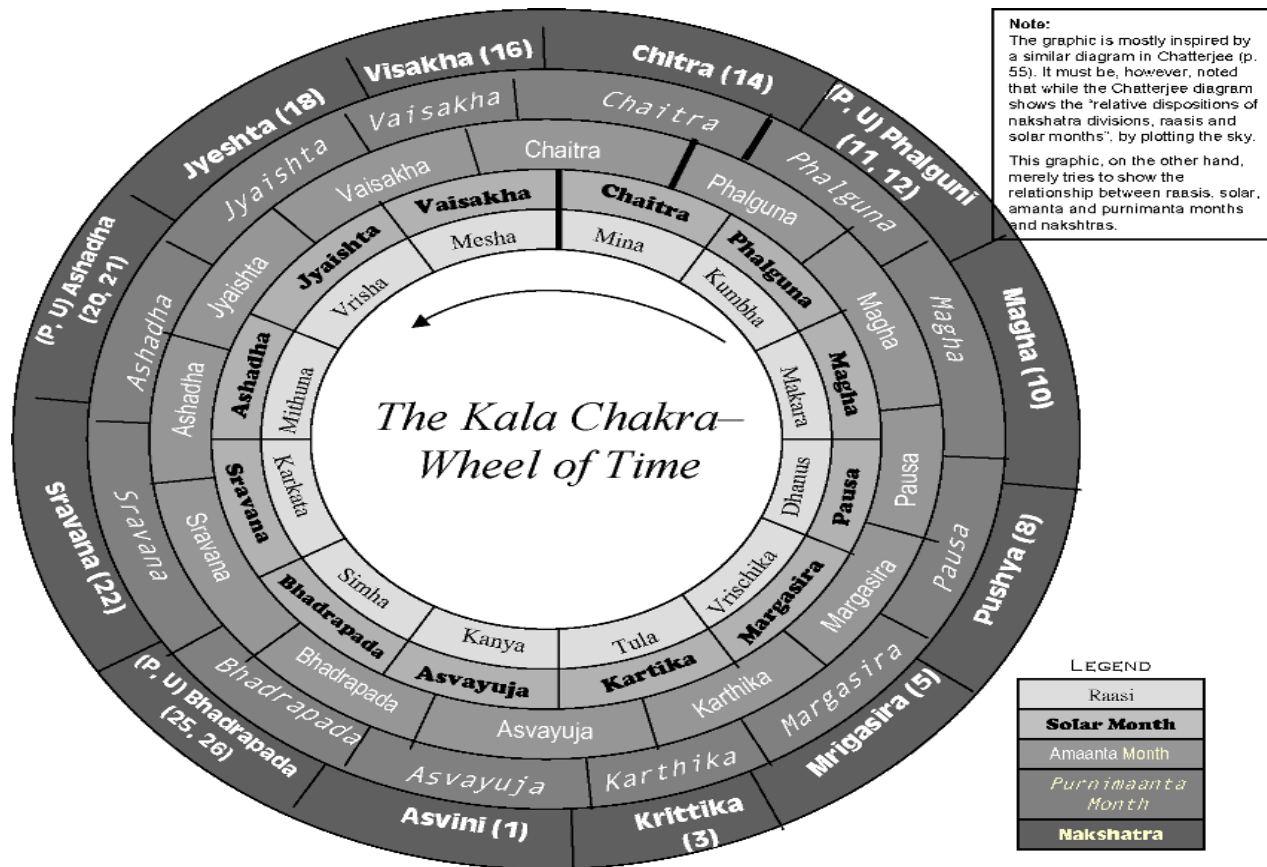 Note:
The graphic is mostly inspired by
a similar diagram in Chatterjee (p.
55). It must be, however, noted
that while the Chatterjee diagram
shows the "relative dispositions of
nakshatra divisions, raasis and
solar months", by plotting the sky.
This graphic, on the other hand,
merely tries to show the
relationship between raasis, solar,
amanta and purnimanta months
and nakshtras.
Visakha (16)
Chitra (14)
(P, U) Phalguni
(11, 12)
Magha (10)
Pushya (8)
Mrigasira (5)
Krittika
(3)
Asvini (1)
(P, U) Bhadrapada
(25, 26)
Sravana (22)
(P, U) Ashadha
(20, 21)
Jyeshta (18)
Vaisakha
Chaitra
Phalguna
Magha
Pausa
Margasira
Karthika
Asvayuja
Bhadrapada
Sravana
Ashadha
Jyaishta
Vaisakha
Chaitra
Phalguna
Magha
Pausa
Margasira
Karthika
Asvayuja
Bhadrapada
Sravana
Ashadha
Jyaishta
Vaisakha
Chaitra
Phalguna
Magha
Pausa
Margasira
Kartika
Asvayuja
Bhadrapada
Sravana
Ashadha
Jyaishta
Mesha
Mina
Kumbha
Makara
Dhanus
Vrischika
Tula
Kanya
Simha
Karkata
Mithuna
Vrisha
The Kala Chakra–
Wheel of Time
LEGEND
Raasi
Solar Month
Amaanta Month
Purnimaanta
Month
Nakshatra